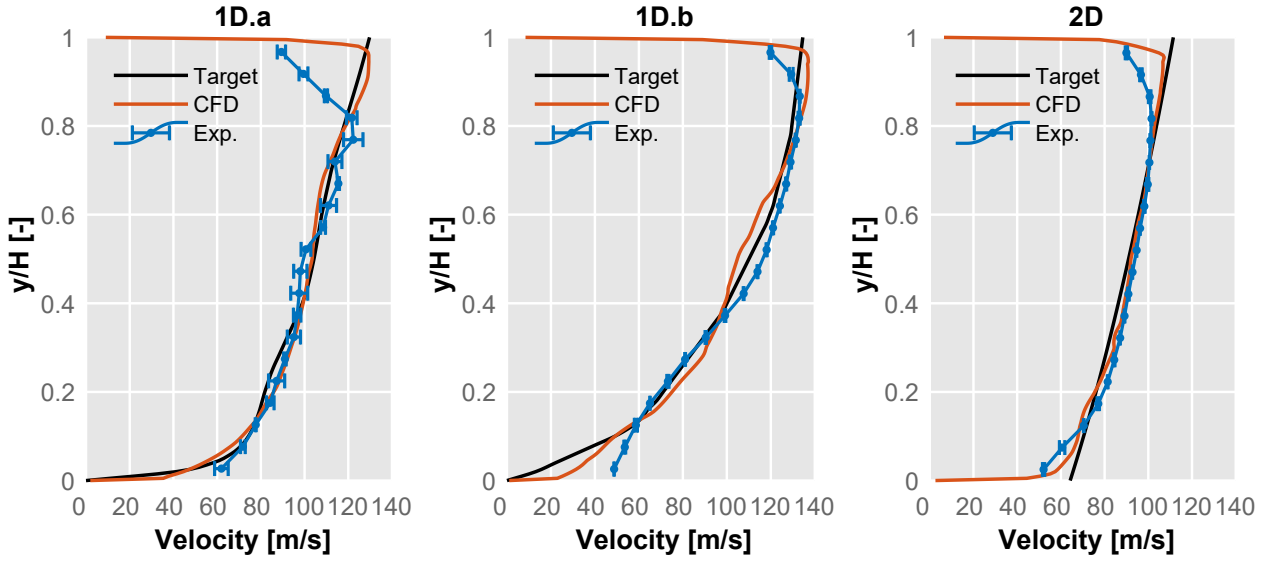 1D.a
1
0.8
0.6
0.4
0.2
0
y/H [-]
Target
CFD
Exp.
20 40 60 80 100 120 140
Velocity [m/s]
1D.b
1
0.8
0.6
0.4
0.2
0
y/H [-]
Target
CFD
Exp.
0 20 40 60 80 100 120 140
Velocity [m/s]
2D
1
0.8
0.6
0.4
0.2
0
y/H [-]
Target
CFD
Exp.
0 20 40 60 80 100 120 140
Velocity [m/s]